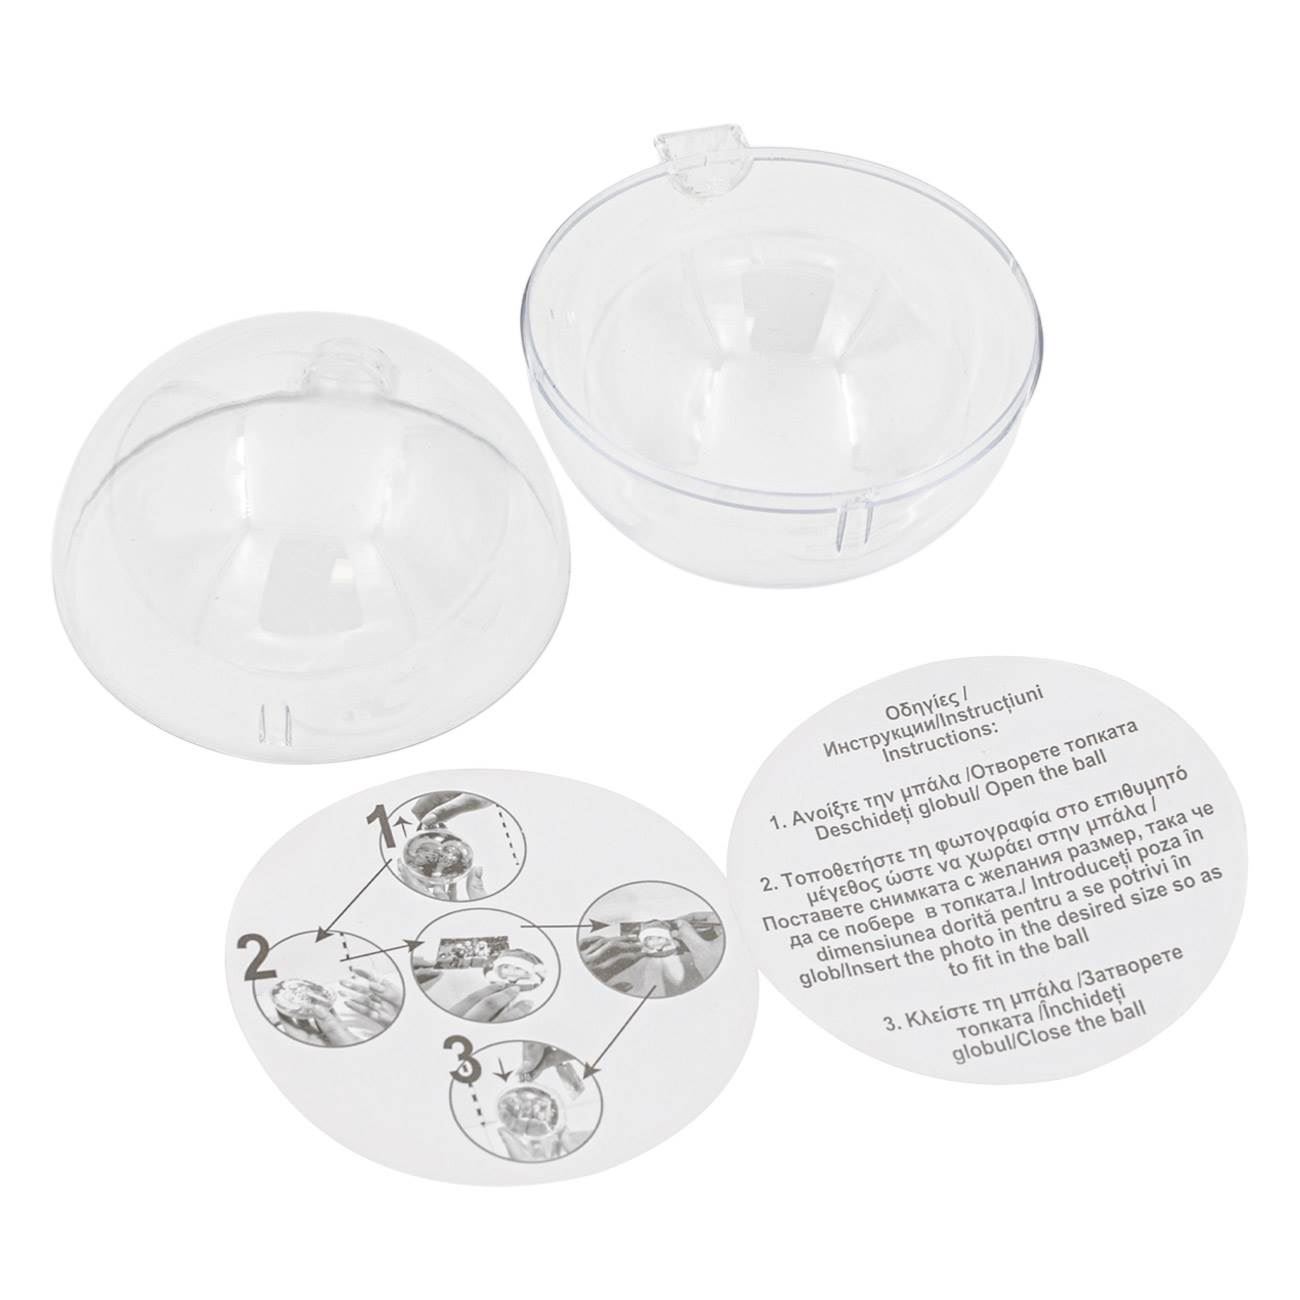 Οδηγίες /
Инструкции/Instrucțiuni
Instructions:
1. Ανοίξτε την μπάλα /Отворете топката
Deschideți globul/ Open the ball
2. Τοποθετήστε τη φωτογραφία στο επιθυμητό
μέγεθος ώστε να χωράει στην μπάλα /
Поставете снимката с желания размер, така че
да се побере в топката./ Introduceți poza în
dimensiunea dorită pentru a se potrivi în
glob/Insert the photo in the desired size so as
to fit in the ball
3. Κλείστε τη μπάλα /Затворете
топката /Închideți
globul/Close the ball
1
2
3